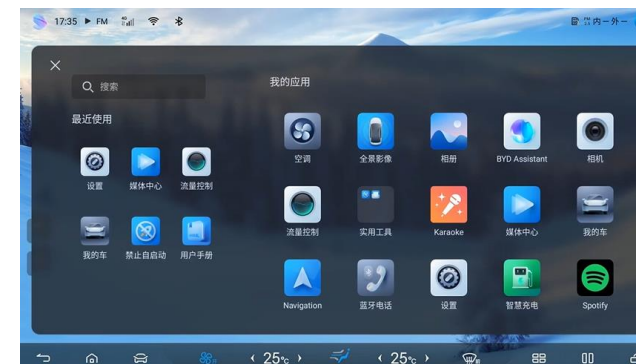 17:35 ▶ FM 4G
内 - 外 -
搜索
最近使用
设置 媒体中心 流量控制
我的车 禁止自启动 用户手册
我的应用
空调 全景影像 相册 BYD Assistant 相机
流量控制 实用工具 Karaoke 媒体中心 我的车
Navigation 蓝牙电话 设置 智慧充电 Spotify
25°C 25°C